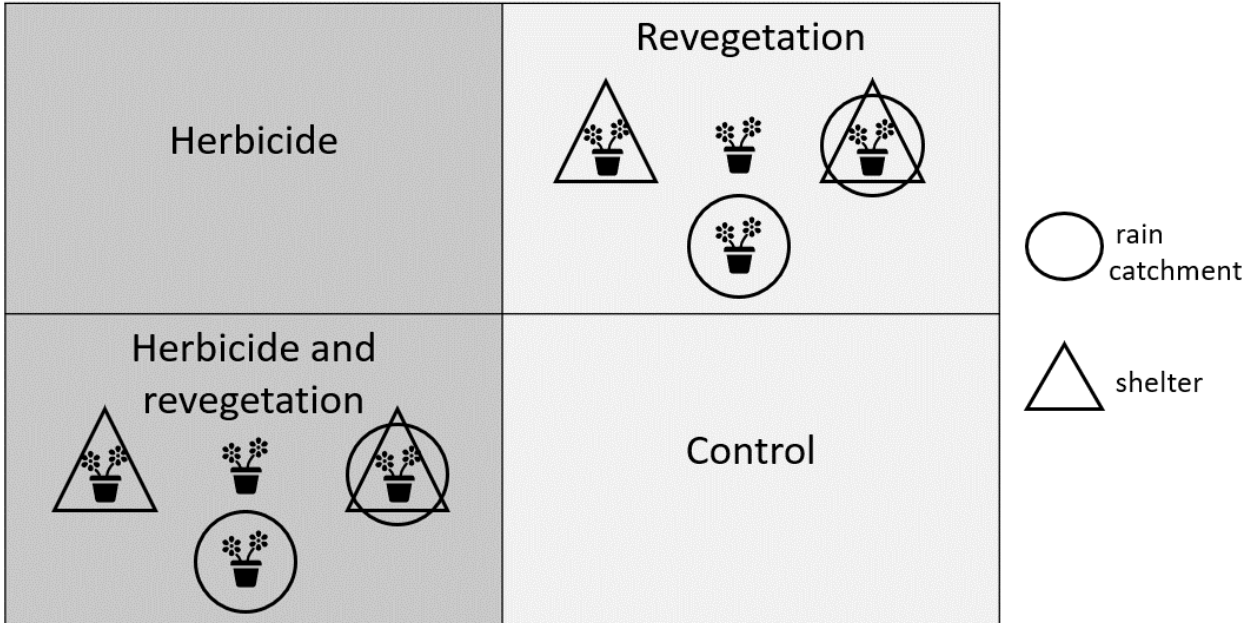 Herbicide
Revegetation
Herbicide and
revegetation
Control
rain
catchment
shelter